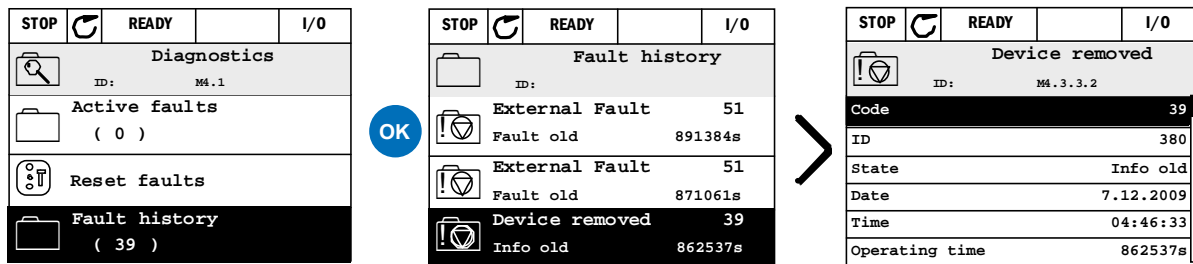 STOP READY I/O
Diagnostics
ID: M4.1
Active faults
( 0 )
Reset faults
Fault history
( 39 )
OK
STOP READY I/O
Fault history
ID:
External Fault 51
Fault old 891384s
External Fault 51
Fault old 871061s
Device removed 39
Info old 862537s
STOP READY I/O
Device removed
ID: M4.3.3.2
Code 39
ID 380
State Info old
Date 7.12.2009
Time 04:46:33
Operating time 862537s